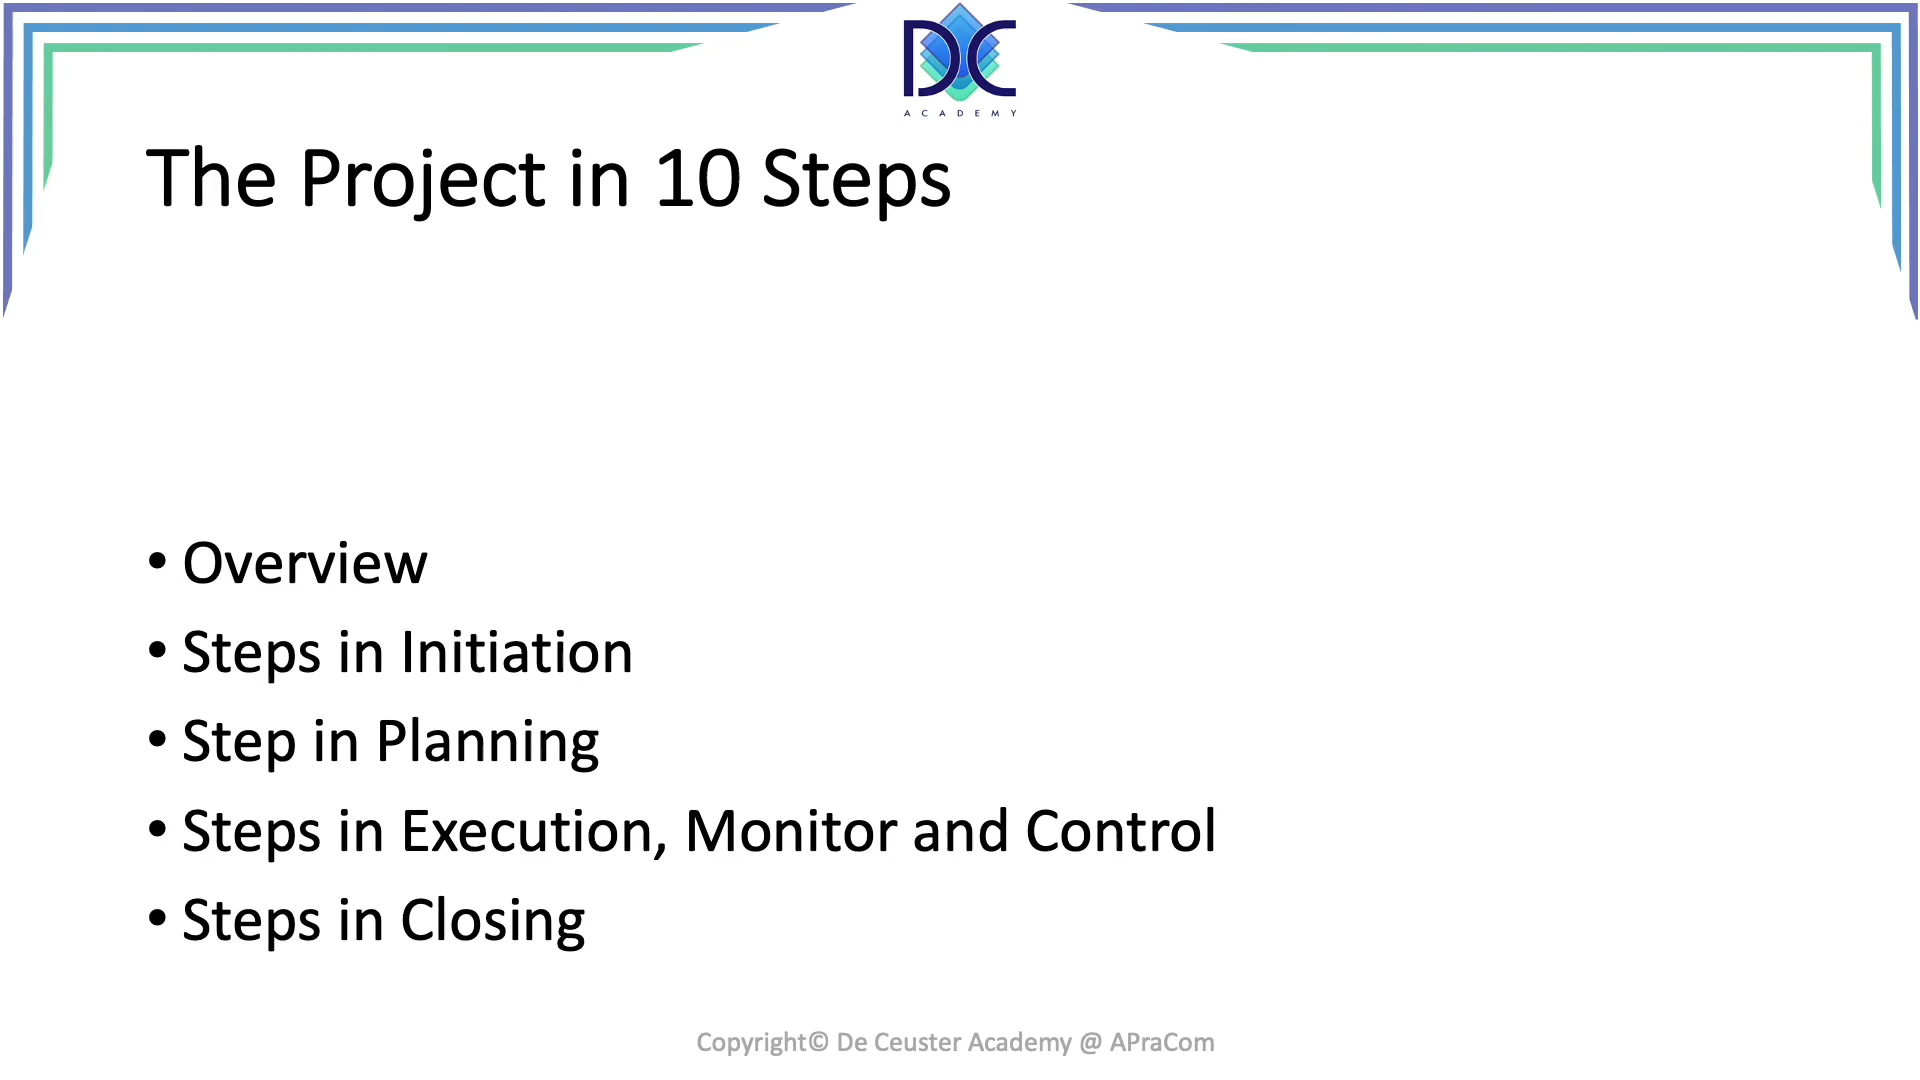 DC
ACADEMY
The Project in 10 Steps
• Overview
• Steps in Initiation
• Step in Planning
• Steps in Execution, Monitor and Control
• Steps in Closing
Copyright© De Ceuster Academy @ APraCom